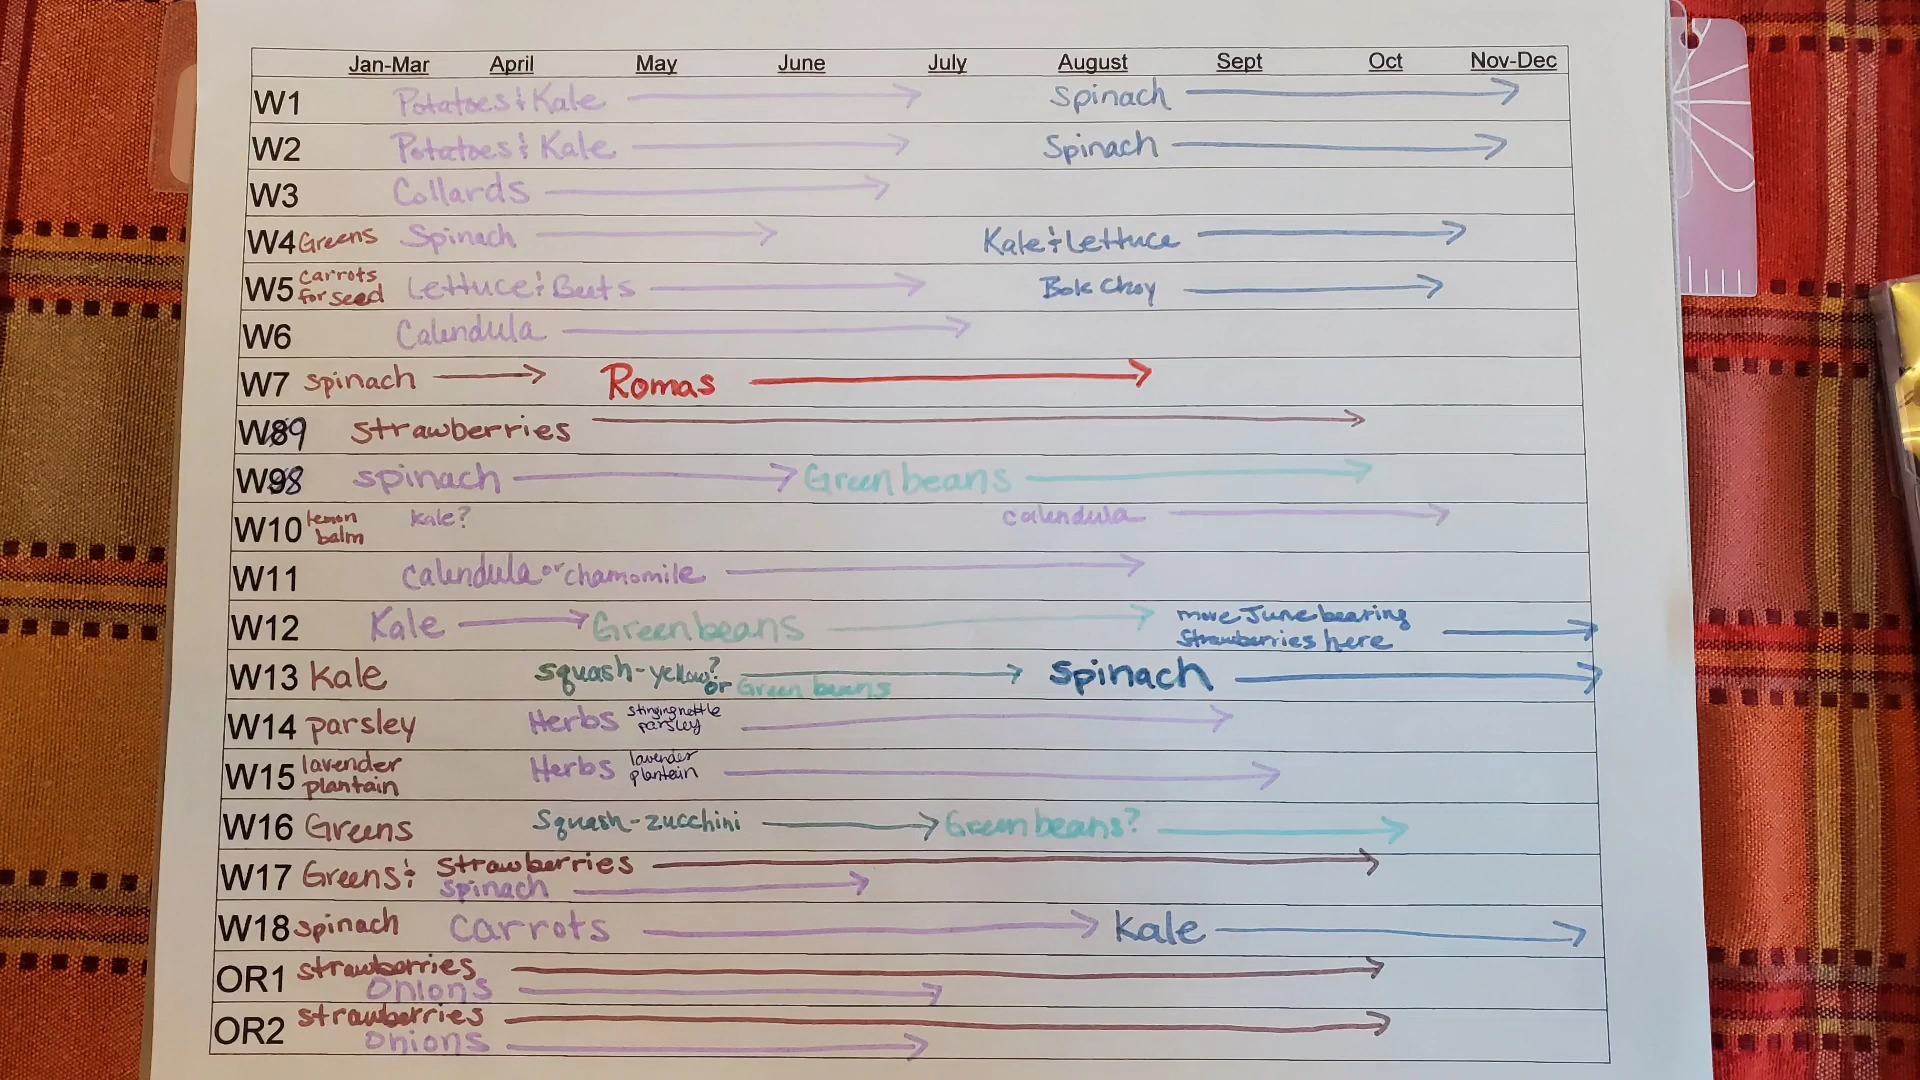 Jan-Mar April May June July August Sept Oct Nov-Dec
W1 Potatoes & Kale Spinach
W2 Potatoes & Kale Spinach
W3 Collards
W4 Greens Spinach Kale & Lettuce
W5 carrots for seed Lettuce & Beets Bok Choy
W6 Calendula
W7 spinach Romas
W9 strawberries
W8 spinach Green beans
W10 lemon balm Kale? calendula
W11 calendula or chamomile
W12 Kale Green beans move June bearing
strawberries here
W13 Kale squash-yellow? or Green beans spinach
W14 parsley Herbs stinging nettle
parsley
W15 lavender plantain Herbs lavender
plantain
W16 Greens Squash-zucchini Green beans?
W17 Greens & strawberries
spinach
W18 spinach carrots Kale
OR1 strawberries
onions
OR2 strawberries
onions